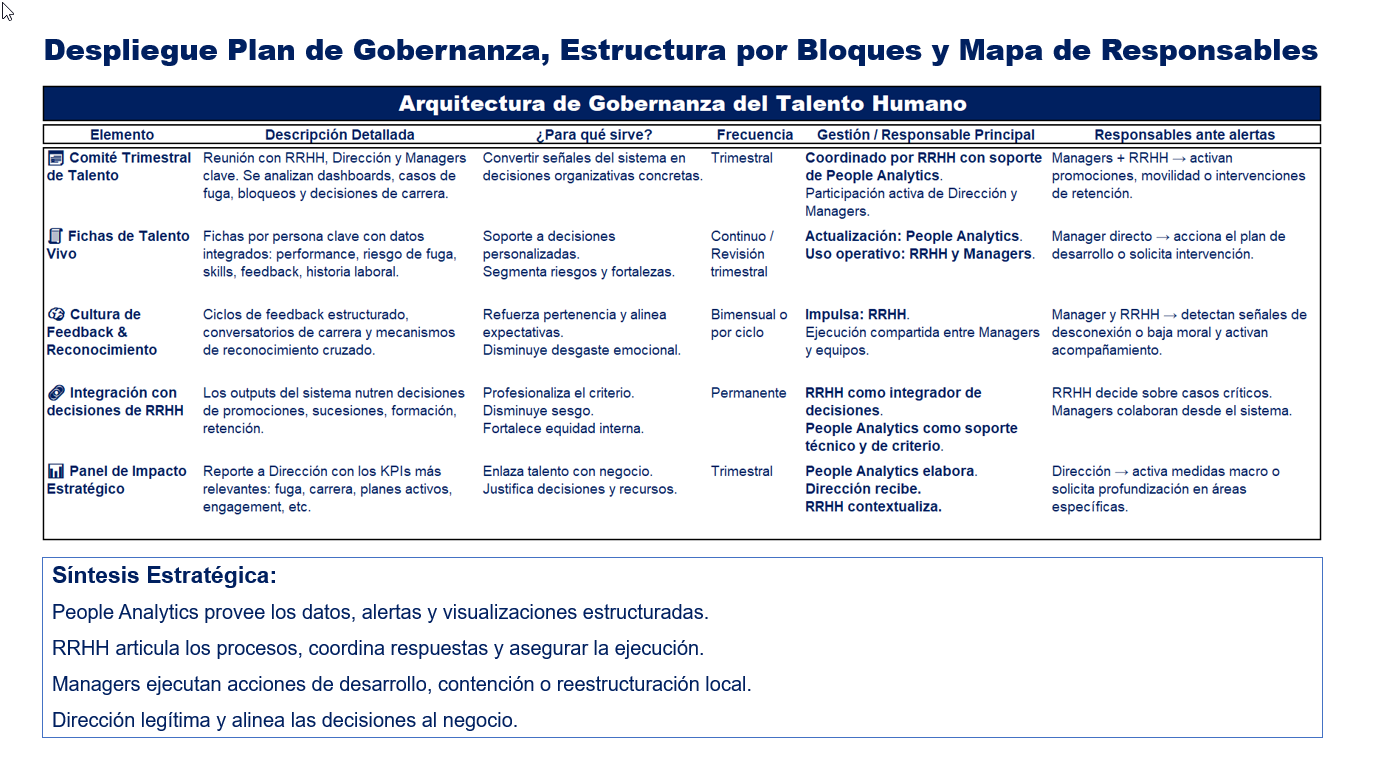 Despliegue Plan de Gobernanza, Estructura por Bloques y Mapa de Responsables
Arquitectura de Gobernanza del Talento Humano
Elemento Descripción Detallada ¿Para qué sirve? Frecuencia Gestión / Responsable Principal Responsables ante alertas
Comité Trimestral
de Talento
Reunión con RRHH, Dirección y Managers
clave. Se analizan dashboards, casos de
fuga, bloqueos y decisiones de carrera.
Convertir señales del sistema en
decisiones organizativas concretas.
Trimestral
Coordinado por RRHH con soporte
de People Analytics.
Participación activa de Dirección y
Managers.
Managers + RRHH → activan
promociones, movilidad o intervenciones
de retención.
Fichas de Talento
Vivo
Fichas por persona clave con datos
integrados: performance, riesgo de fuga,
skills, feedback, historia laboral.
Soporte a decisiones
personalizadas.
Segmenta riesgos y fortalezas.
Continuo /
Revisión
trimestral
Actualización: People Analytics.
Uso operativo: RRHH y Managers.
Manager directo → acciona el plan de
desarrollo o solicita intervención.
Cultura de
Feedback &
Reconocimiento
Ciclos de feedback estructurado,
conversatorios de carrera y mecanismos
de reconocimiento cruzado.
Refuerza pertenencia y alinea
expectativas.
Disminuye desgaste emocional.
Bimensual o
por ciclo
Impulsa: RRHH.
Ejecución compartida entre Managers
y equipos.
Manager y RRHH → detectan señales de
desconexión o baja moral y activan
acompañamiento.
Integración con
decisiones de RRHH
Los outputs del sistema nutren decisiones
de promociones, sucesiones, formación,
retención.
Profesionaliza el criterio.
Disminuye sesgo.
Fortalece equidad interna.
Permanente
RRHH como integrador de
decisiones.
People Analytics como soporte
técnico y de criterio.
RRHH decide sobre casos críticos.
Managers colaboran desde el sistema.
Panel de Impacto
Estratégico
Reporte a Dirección con los KPIs más
relevantes: fuga, carrera, planes activos,
engagement, etc.
Enlaza talento con negocio.
Justifica decisiones y recursos.
Trimestral
People Analytics elabora.
Dirección recibe.
RRHH contextualiza.
Dirección → activa medidas macro o
solicita profundización en áreas
específicas.
Síntesis Estratégica:
People Analytics provee los datos, alertas y visualizaciones estructuradas.
RRHH articula los procesos, coordina respuestas y asegurar la ejecución.
Managers ejecutan acciones de desarrollo, contención o reestructuración local.
Dirección legítima y alinea las decisiones al negocio.